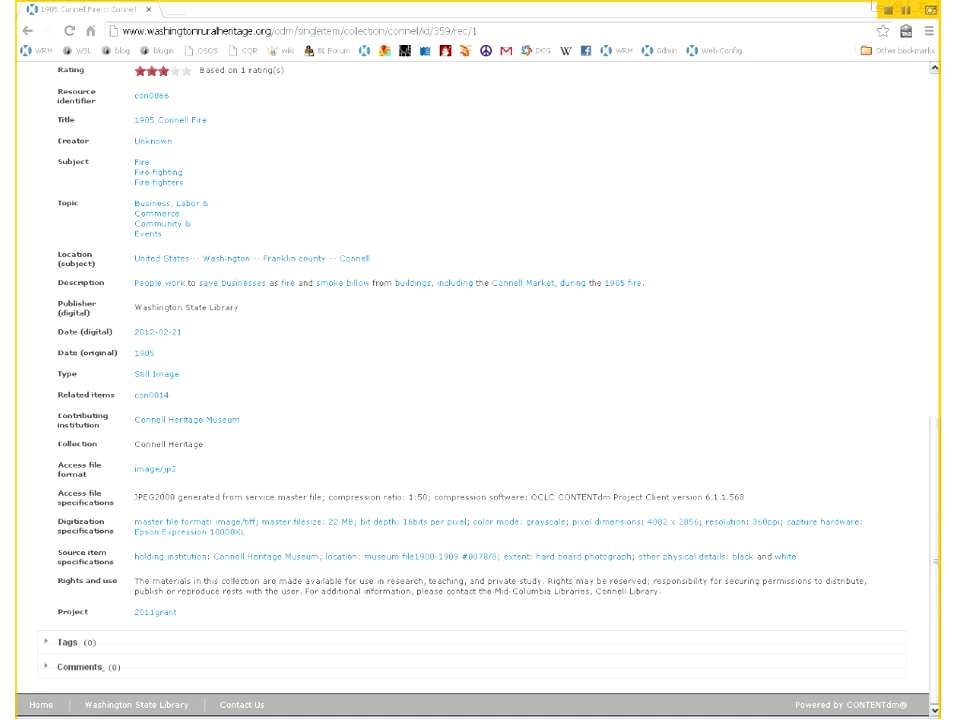 1905 Connell Fire :: Connel ×
www.washingtonruralheritage.org/cdm/singleitem/collection/connell/id/359/rec/1
WRH WSL blog blogin OSOS CQR wiki EL Forum DCG WRH Admin Web Config Other bookmarks
Rating Based on 1 rating(s)
Resource identifier con0066
Title 1905 Connell Fire
Creator Unknown
Subject Fire
Fire fighting
Fire fighters
Topic Business, Labor &
Commerce
Community &
Events
Location (subject) United States -- Washington -- Franklin county -- Connell
Description People work to save businesses as fire and smoke billow from buildings, including the Connell Market, during the 1905 fire.
Publisher (digital) Washington State Library
Date (digital) 2012-02-21
Date (original) 1905
Type Still Image
Related items con0014
Contributing institution Connell Heritage Museum
Collection Connell Heritage
Access file format image/jp2
Access file specifications JPEG2000 generated from service master file; compression ratio: 1:50; compression software: OCLC CONTENTdm Project Client version 6.1.1.568
Digitization specifications master file format: image/tiff; master filesize: 22 MB; bit depth: 16bits per pixel; color mode: grayscale; pixel dimensions: 4082 x 2856; resolution: 360ppi; capture hardware:
Epson Expression 10000XL
Source item specifications holding institution: Connell Heritage Museum; location: museum file1900-1909 #0078/8; extent: hard board photograph; other physical details: black and white
Rights and use The materials in this collection are made available for use in research, teaching, and private study. Rights may be reserved; responsibility for securing permissions to distribute,
publish or reproduce rests with the user. For additional information, please contact the Mid-Columbia Libraries, Connell Library.
Project 2011grant
Tags (0)
Comments (0)
Home Washington State Library Contact Us Powered by CONTENTdm®